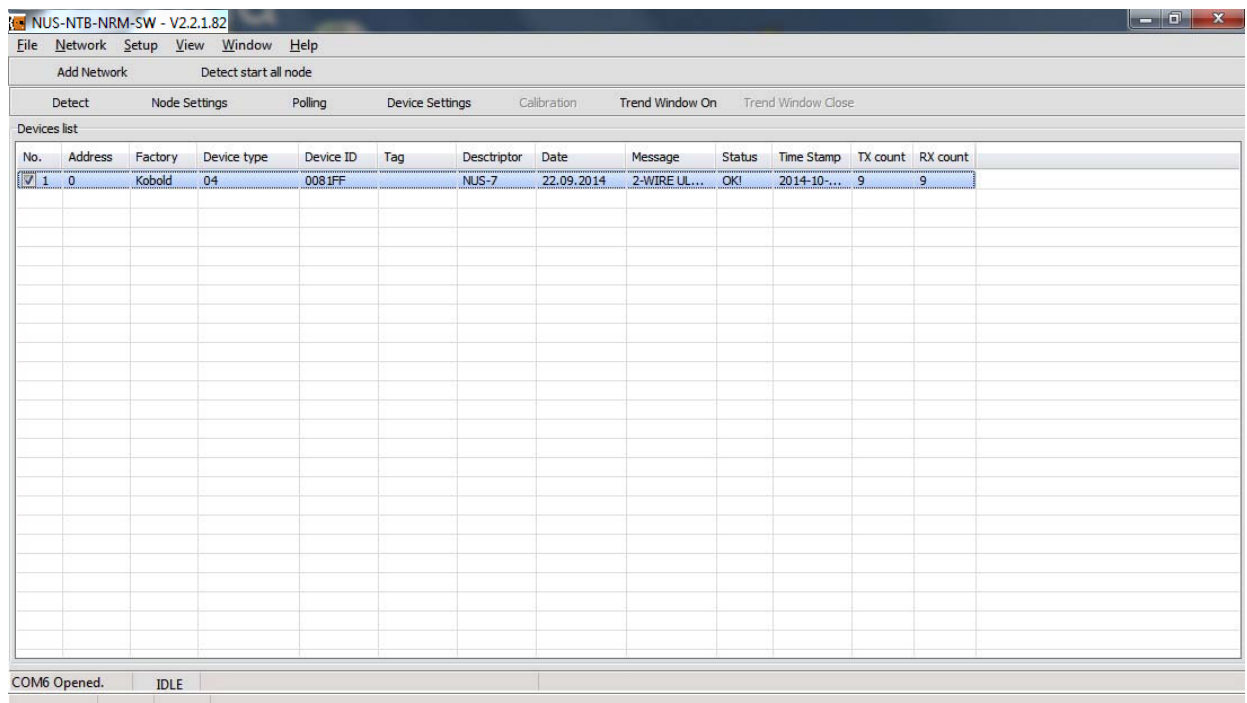 NUS-NTB-NRM-SW - V2.2.1.82
File Network Setup View Window Help
Add Network Detect start all node
Detect Node Settings Polling Device Settings Calibration Trend Window On Trend Window Close
Devices list
No. Address Factory Device type Device ID Tag Desctriptor Date Message Status Time Stamp TX count RX count
1 0 Kobold 04 0081FF NUS-7 22.09.2014 2-WIRE UL... OK! 2014-10-... 9 9
COM6 Opened. IDLE